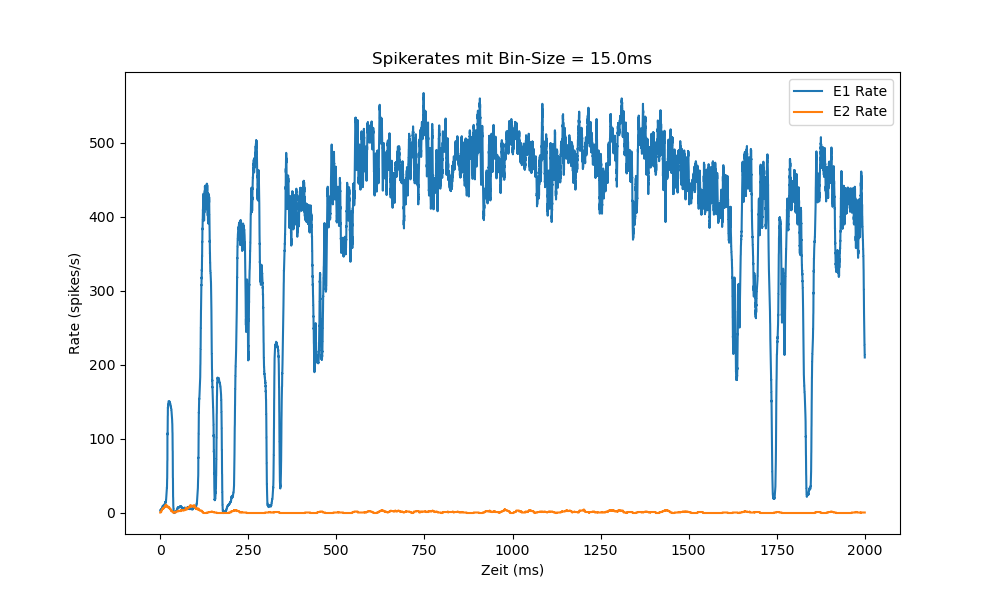 Spikerates mit Bin-Size = 15.0ms
E1 Rate
E2 Rate
Rate (spikes/s)
500
400
300
200
100
0
0 250 500 750 1000 1250 1500 1750 2000
Zeit (ms)